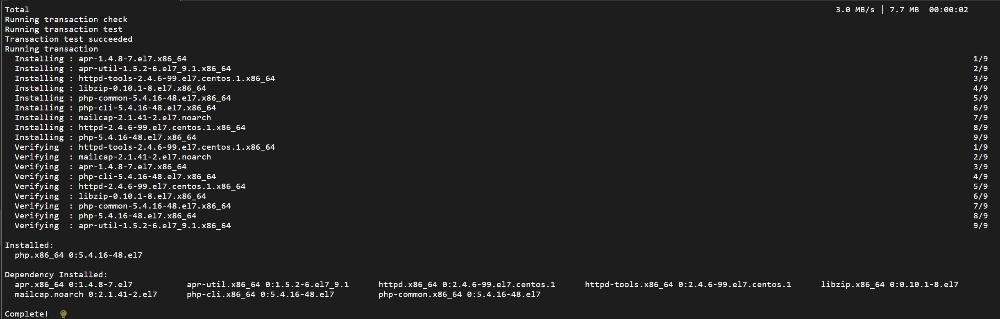 Total 3.0 MB/s | 7.7 MB 00:00:02
Running transaction check
Running transaction test
Transaction test succeeded
Running transaction
Installing : apr-1.4.8-7.el7.x86_64 1/9
Installing : apr-util-1.5.2-6.el7_9.1.x86_64 2/9
Installing : httpd-tools-2.4.6-99.el7.centos.1.x86_64 3/9
Installing : libzip-0.10.1-8.el7.x86_64 4/9
Installing : php-common-5.4.16-48.el7.x86_64 5/9
Installing : php-cli-5.4.16-48.el7.x86_64 6/9
Installing : mailcap-2.1.41-2.el7.noarch 7/9
Installing : httpd-2.4.6-99.el7.centos.1.x86_64 8/9
Installing : php-5.4.16-48.el7.x86_64 9/9
Verifying : httpd-tools-2.4.6-99.el7.centos.1.x86_64 1/9
Verifying : mailcap-2.1.41-2.el7.noarch 2/9
Verifying : apr-1.4.8-7.el7.x86_64 3/9
Verifying : php-cli-5.4.16-48.el7.x86_64 4/9
Verifying : httpd-2.4.6-99.el7.centos.1.x86_64 5/9
Verifying : libzip-0.10.1-8.el7.x86_64 6/9
Verifying : php-common-5.4.16-48.el7.x86_64 7/9
Verifying : php-5.4.16-48.el7.x86_64 8/9
Verifying : apr-util-1.5.2-6.el7_9.1.x86_64 9/9
Installed:
php.x86_64 0:5.4.16-48.el7
Dependency Installed:
apr.x86_64 0:1.4.8-7.el7 apr-util.x86_64 0:1.5.2-6.el7_9.1 httpd.x86_64 0:2.4.6-99.el7.centos.1 httpd-tools.x86_64 0:2.4.6-99.el7.centos.1 libzip.x86_64 0:0.10.1-8.el7
mailcap.noarch 0:2.1.41-2.el7 php-cli.x86_64 0:5.4.16-48.el7 php-common.x86_64 0:5.4.16-48.el7
Complete!